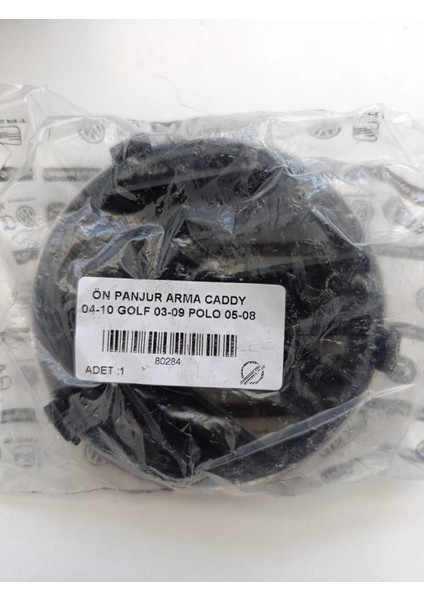 ÖN PANJUR ARMA CADDY
04-10 GOLF 03-09 POLO 05-08
80284
ADET :1